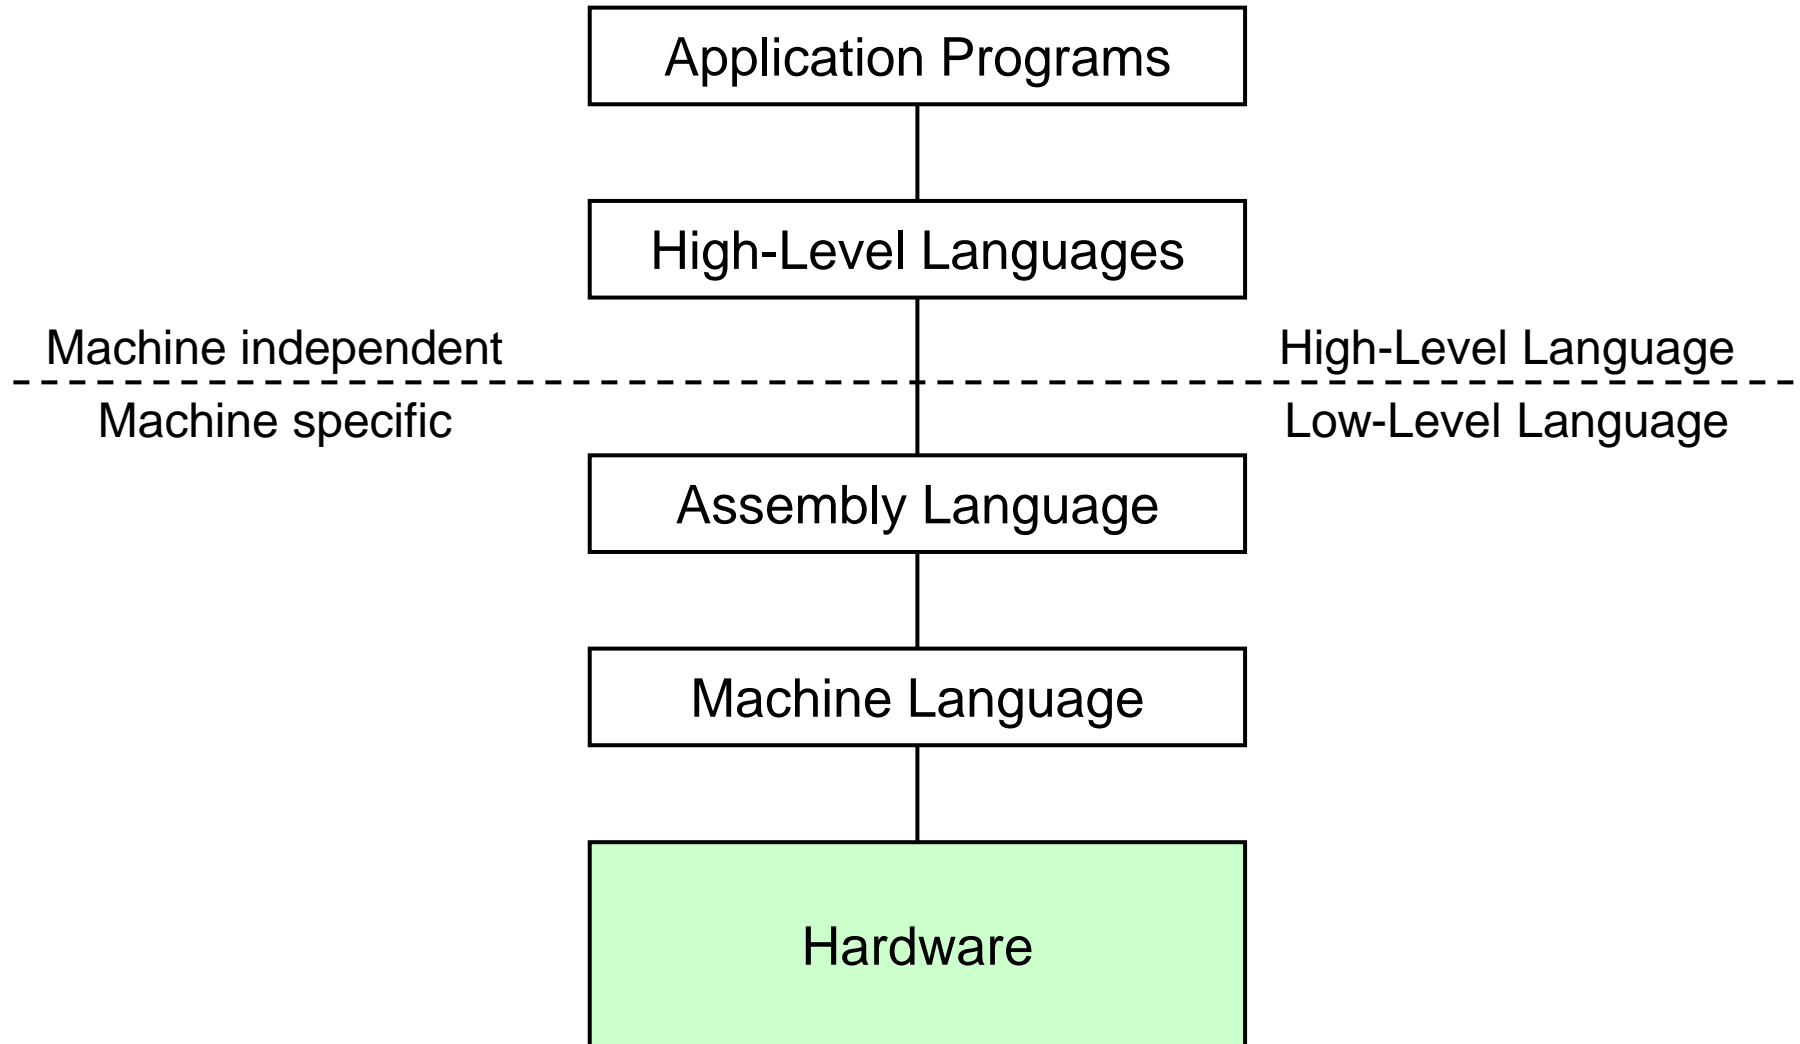 Application Programs
High-Level Languages
Machine independent
High-Level Language
Machine specific
Low-Level Language
Assembly Language
Machine Language
Hardware